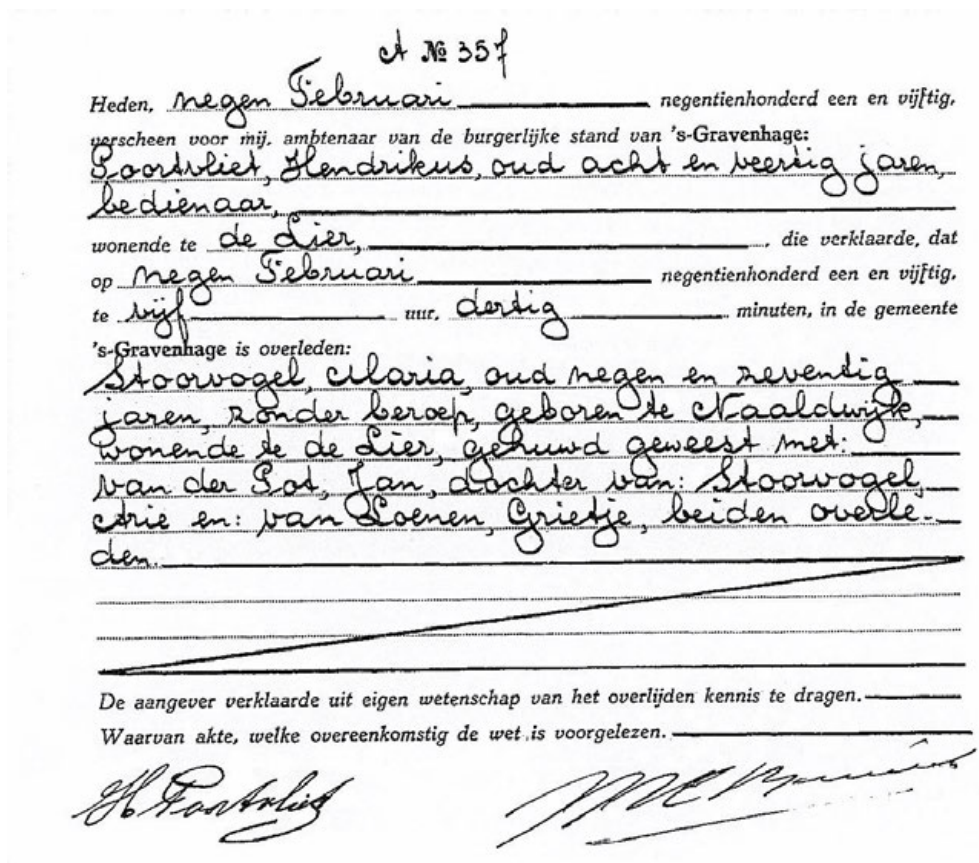 A № 357
Heden, negen Februari negentienhonderd een en vijftig,
verscheen voor mij, ambtenaar van de burgerlijke stand van 's-Gravenhage:
Poortvliet, Hendrikus, oud acht en veertig jaren,
bedienaar,
wonende te de Lier, , die verklaarde, dat
op negen Februari negentienhonderd een en vijftig,
te vijf uur, dertig minuten, in de gemeente
's-Gravenhage is overleden:
Stoorvogel, Maria, oud negen en zeventig
jaren, zonder beroep, geboren te Naaldwijk,
wonende te de Lier, gehuwd geweest met:
van der Pot, Jan, dochter van: Stoorvogel,
Arie en: van Loenen, Grietje, beiden overle-
den.
De aangever verklaarde uit eigen wetenschap van het overlijden kennis te dragen.
Waarvan akte, welke overeenkomstig de wet is voorgelezen.
H Poortvliet